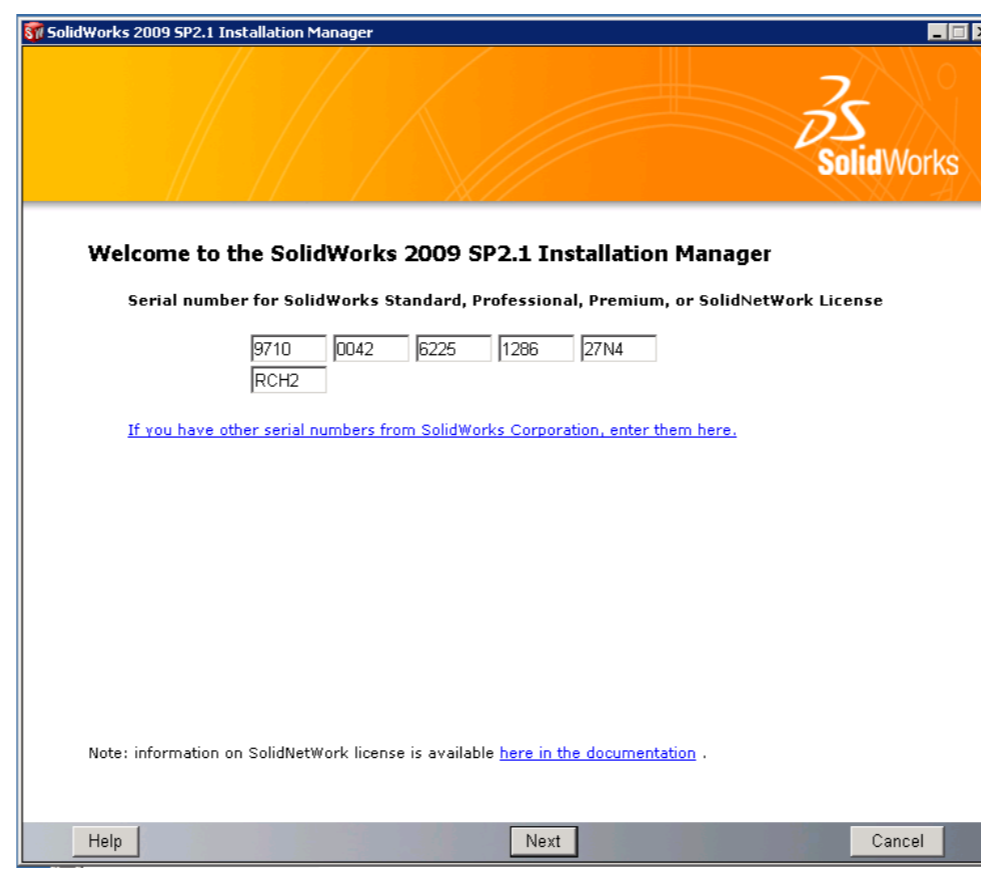 SolidWorks 2009 SP2.1 Installation Manager
SolidWorks
Welcome to the SolidWorks 2009 SP2.1 Installation Manager
Serial number for SolidWorks Standard, Professional, Premium, or SolidNetWork License
9710 0042 6225 1286 27N4
RCH2
If you have other serial numbers from SolidWorks Corporation, enter them here.
Note: information on SolidNetWork license is available here in the documentation .
Help Next Cancel